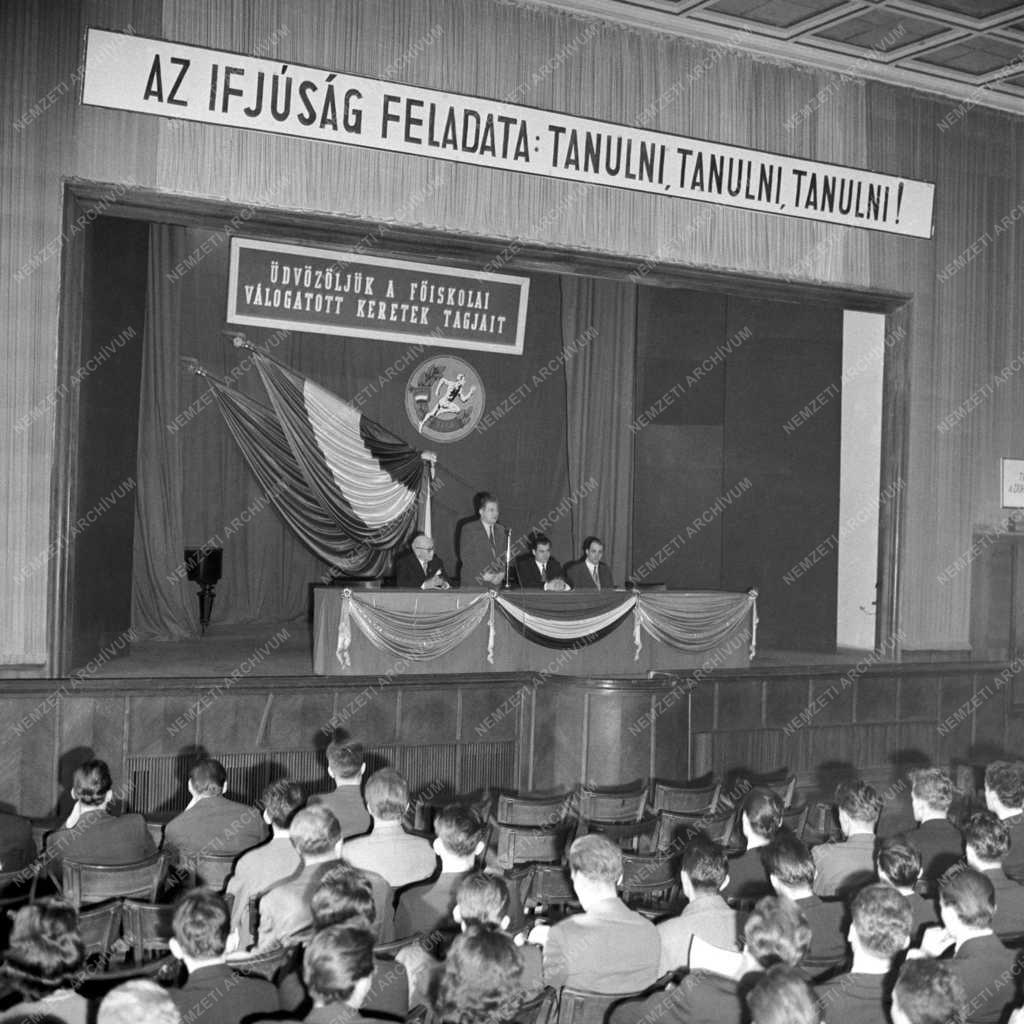 AZ IFJÚSÁG FELADATA: TANULNI, TANULNI, TANULNI!
ÜDVÖZÖLJÜK A FŐISKOLAI
VÁLOGATOTT KERETEK TAGJAIT
NEMZETI ARCHÍVUM